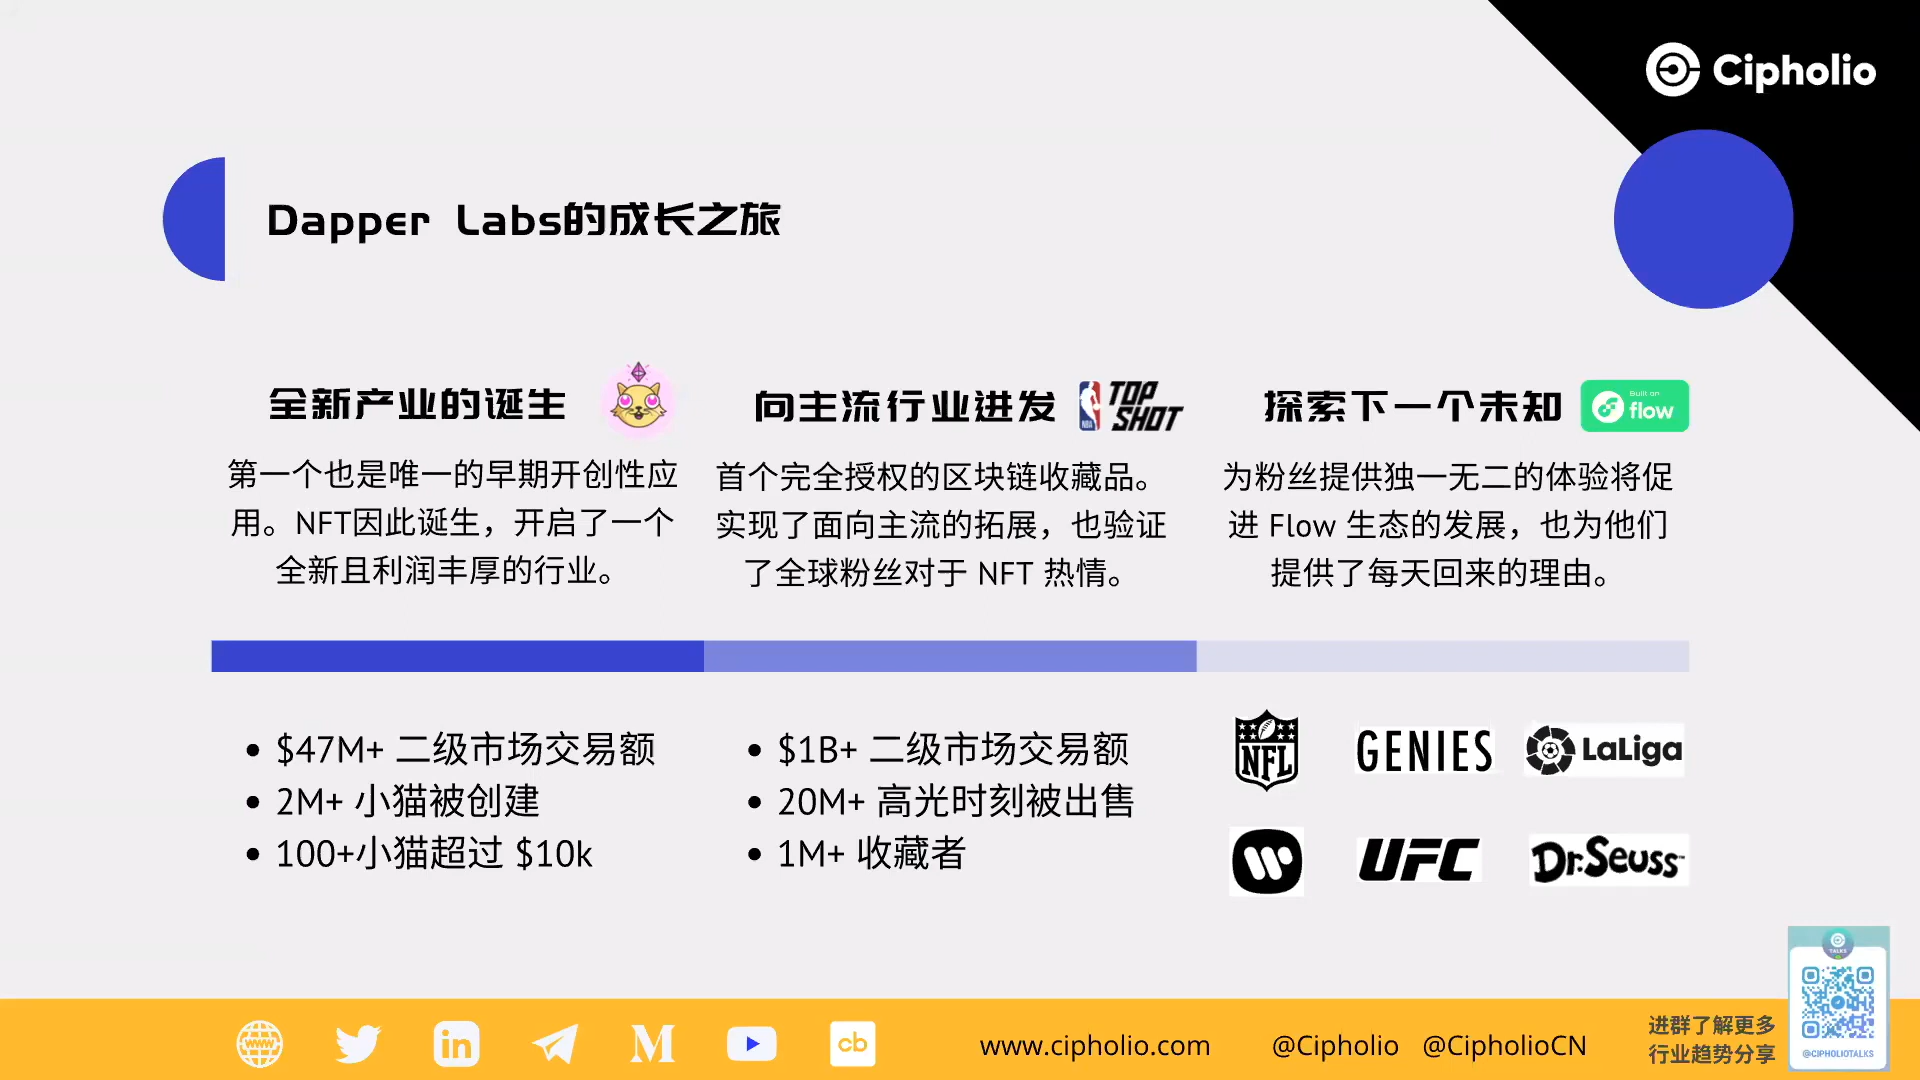 Cipholio
Dapper Labs的成长之旅
全新产业的诞生
第一个也是唯一的早期开创性应
用。NFT因此诞生，开启了一个
全新且利润丰厚的行业。
向主流行业进发
NBA
TOP
SHOT
首个完全授权的区块链收藏品。
实现了面向主流的拓展，也验证
了全球粉丝对于 NFT 热情。
探索下一个未知
Built on
flow
为粉丝提供独一无二的体验将促
进 Flow 生态的发展，也为他们
提供了每天回来的理由。
• $47M+ 二级市场交易额
• 2M+ 小猫被创建
• 100+小猫超过 $10k
• $1B+ 二级市场交易额
• 20M+ 高光时刻被出售
• 1M+ 收藏者
NFL
GENIES
LaLiga
UFC
Dr. Seuss™
www
in
M
cb
www.cipholio.com
@Cipholio
@CipholioCN
进群了解更多
行业趋势分享
TALKS
@CIPHOLIOTALKS